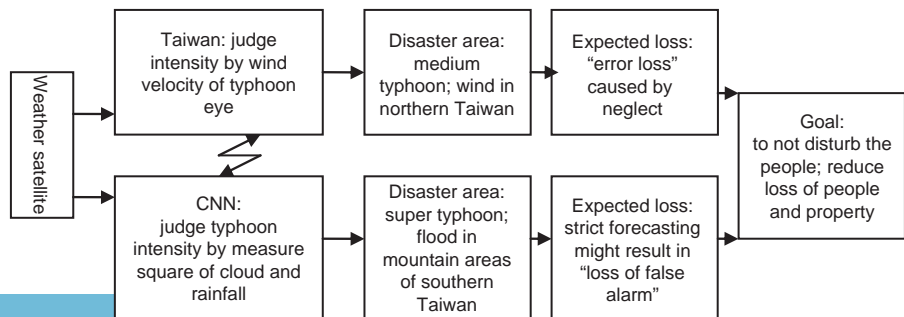 Weather satellite
Taiwan: judge
intensity by wind
velocity of typhoon
eye
Disaster area:
medium
typhoon; wind in
northern Taiwan
Expected loss:
“error loss”
caused by
neglect
CNN:
judge typhoon
intensity by measure
square of cloud and
rainfall
Disaster area:
super typhoon;
flood in
mountain areas
of southern
Taiwan
Expected loss:
strict forecasting
might result in
“loss of false
alarm”
Goal:
to not disturb the
people; reduce
loss of people
and property